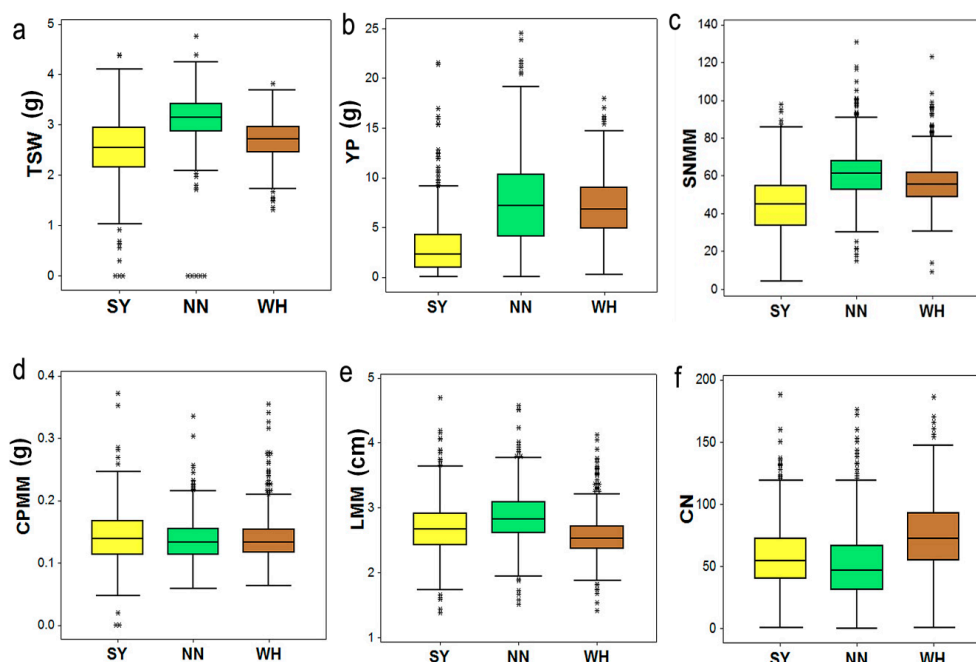 a
TSW (g)
5
4
3
2
1
0
SY NN WH
b
YP (g)
25
20
15
10
5
0
SY NN WH
c
SNMM
140
120
100
80
60
40
20
0
SY NN WH
d
CPMM (g)
0.4
0.3
0.2
0.1
0.0
SY NN WH
e
LMM (cm)
5
4
3
2
1
SY NN WH
f
CN
200
150
100
50
0
SY NN WH